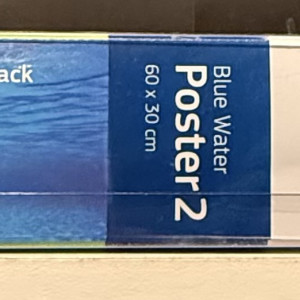 ack
Blue Water
Poster 2
60 x 30 cm